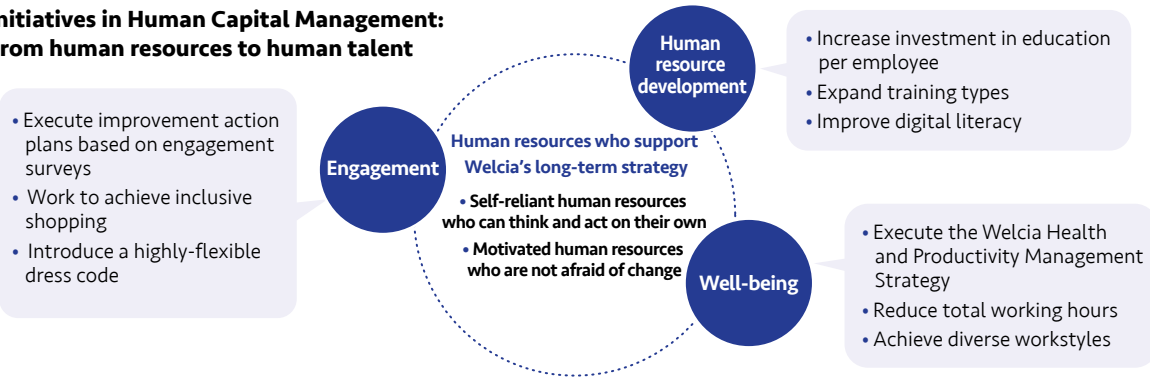 nitiatives in Human Capital Management:
rom human resources to human talent
• Execute improvement action
plans based on engagement
surveys
• Work to achieve inclusive
shopping
• Introduce a highly-flexible
dress code
Engagement
Human
resource
development
• Increase investment in education
per employee
• Expand training types
• Improve digital literacy
Human resources who support
Welcia’s long-term strategy
• Self-reliant human resources
who can think and act on their own
• Motivated human resources
who are not afraid of change
Well-being
• Execute the Welcia Health
and Productivity Management
Strategy
• Reduce total working hours
• Achieve diverse workstyles